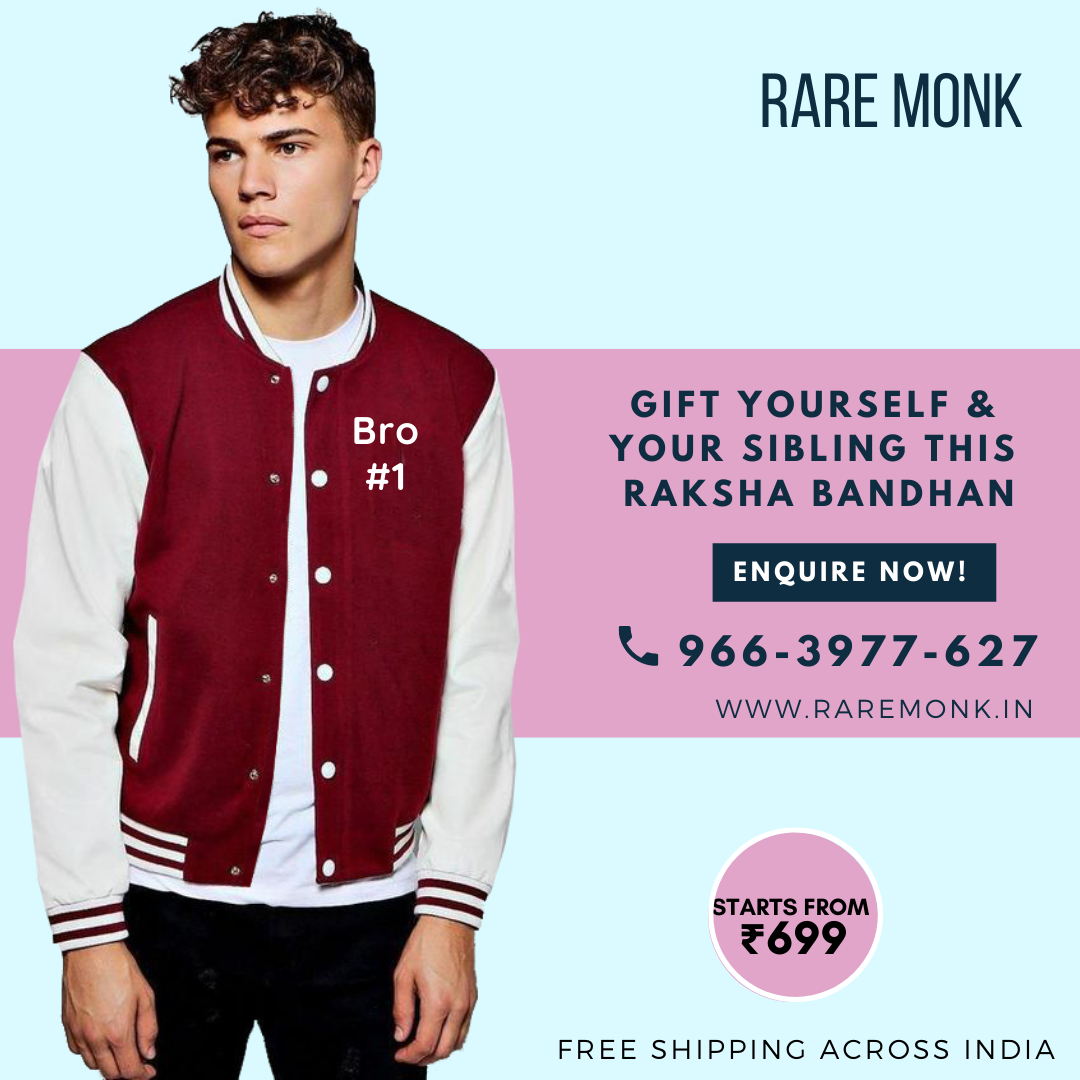 RARE MONK
GIFT YOURSELF &
YOUR SIBLING THIS
RAKSHA BANDHAN
Bro
#1
ENQUIRE NOW!
966-3977-627
WWW.RAREMONK.IN
STARTS FROM
₹699
FREE SHIPPING ACROSS INDIA